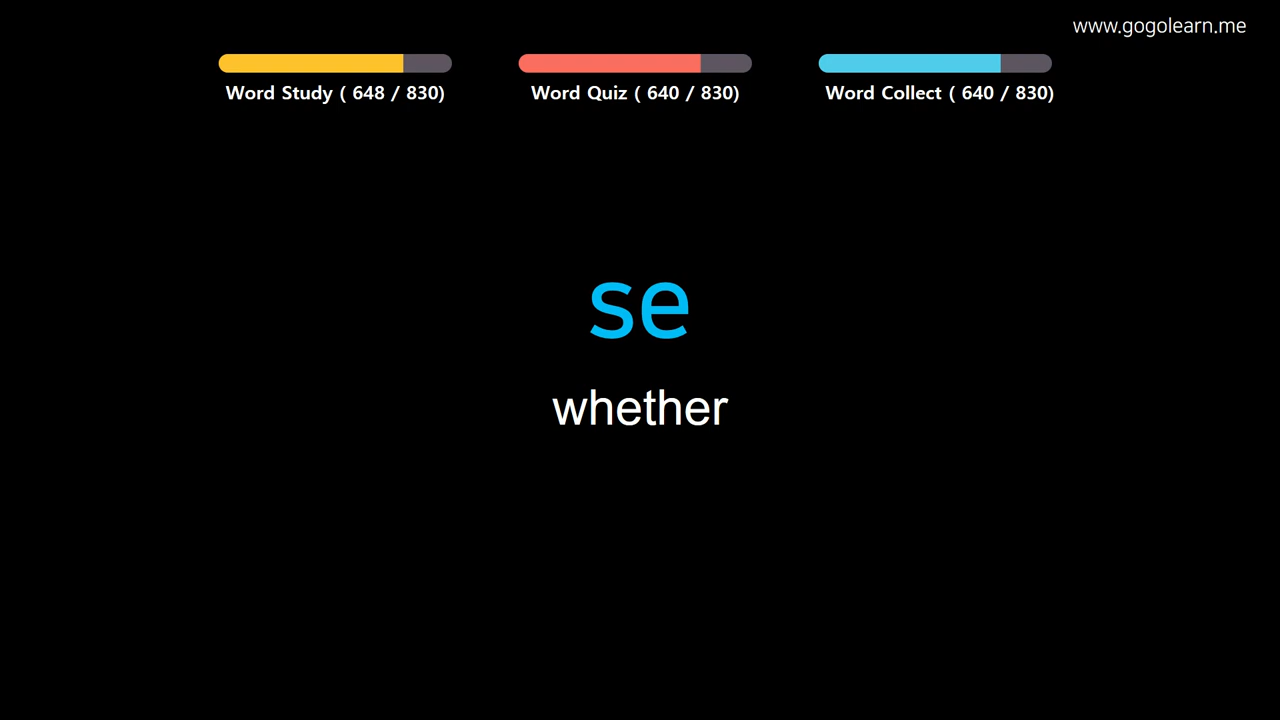 www.gogolearn.me
Word Study ( 648 / 830)
Word Quiz ( 640 / 830)
Word Collect ( 640 / 830)
se
whether